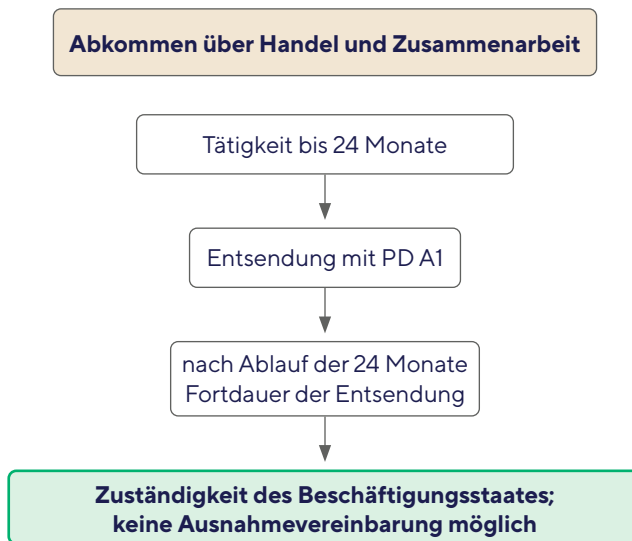 Abkommen über Handel und Zusammenarbeit
Tätigkeit bis 24 Monate
Entsendung mit PD A1
nach Ablauf der 24 Monate
Fortdauer der Entsendung
Zuständigkeit des Beschäftigungsstaates;
keine Ausnahmevereinbarung möglich